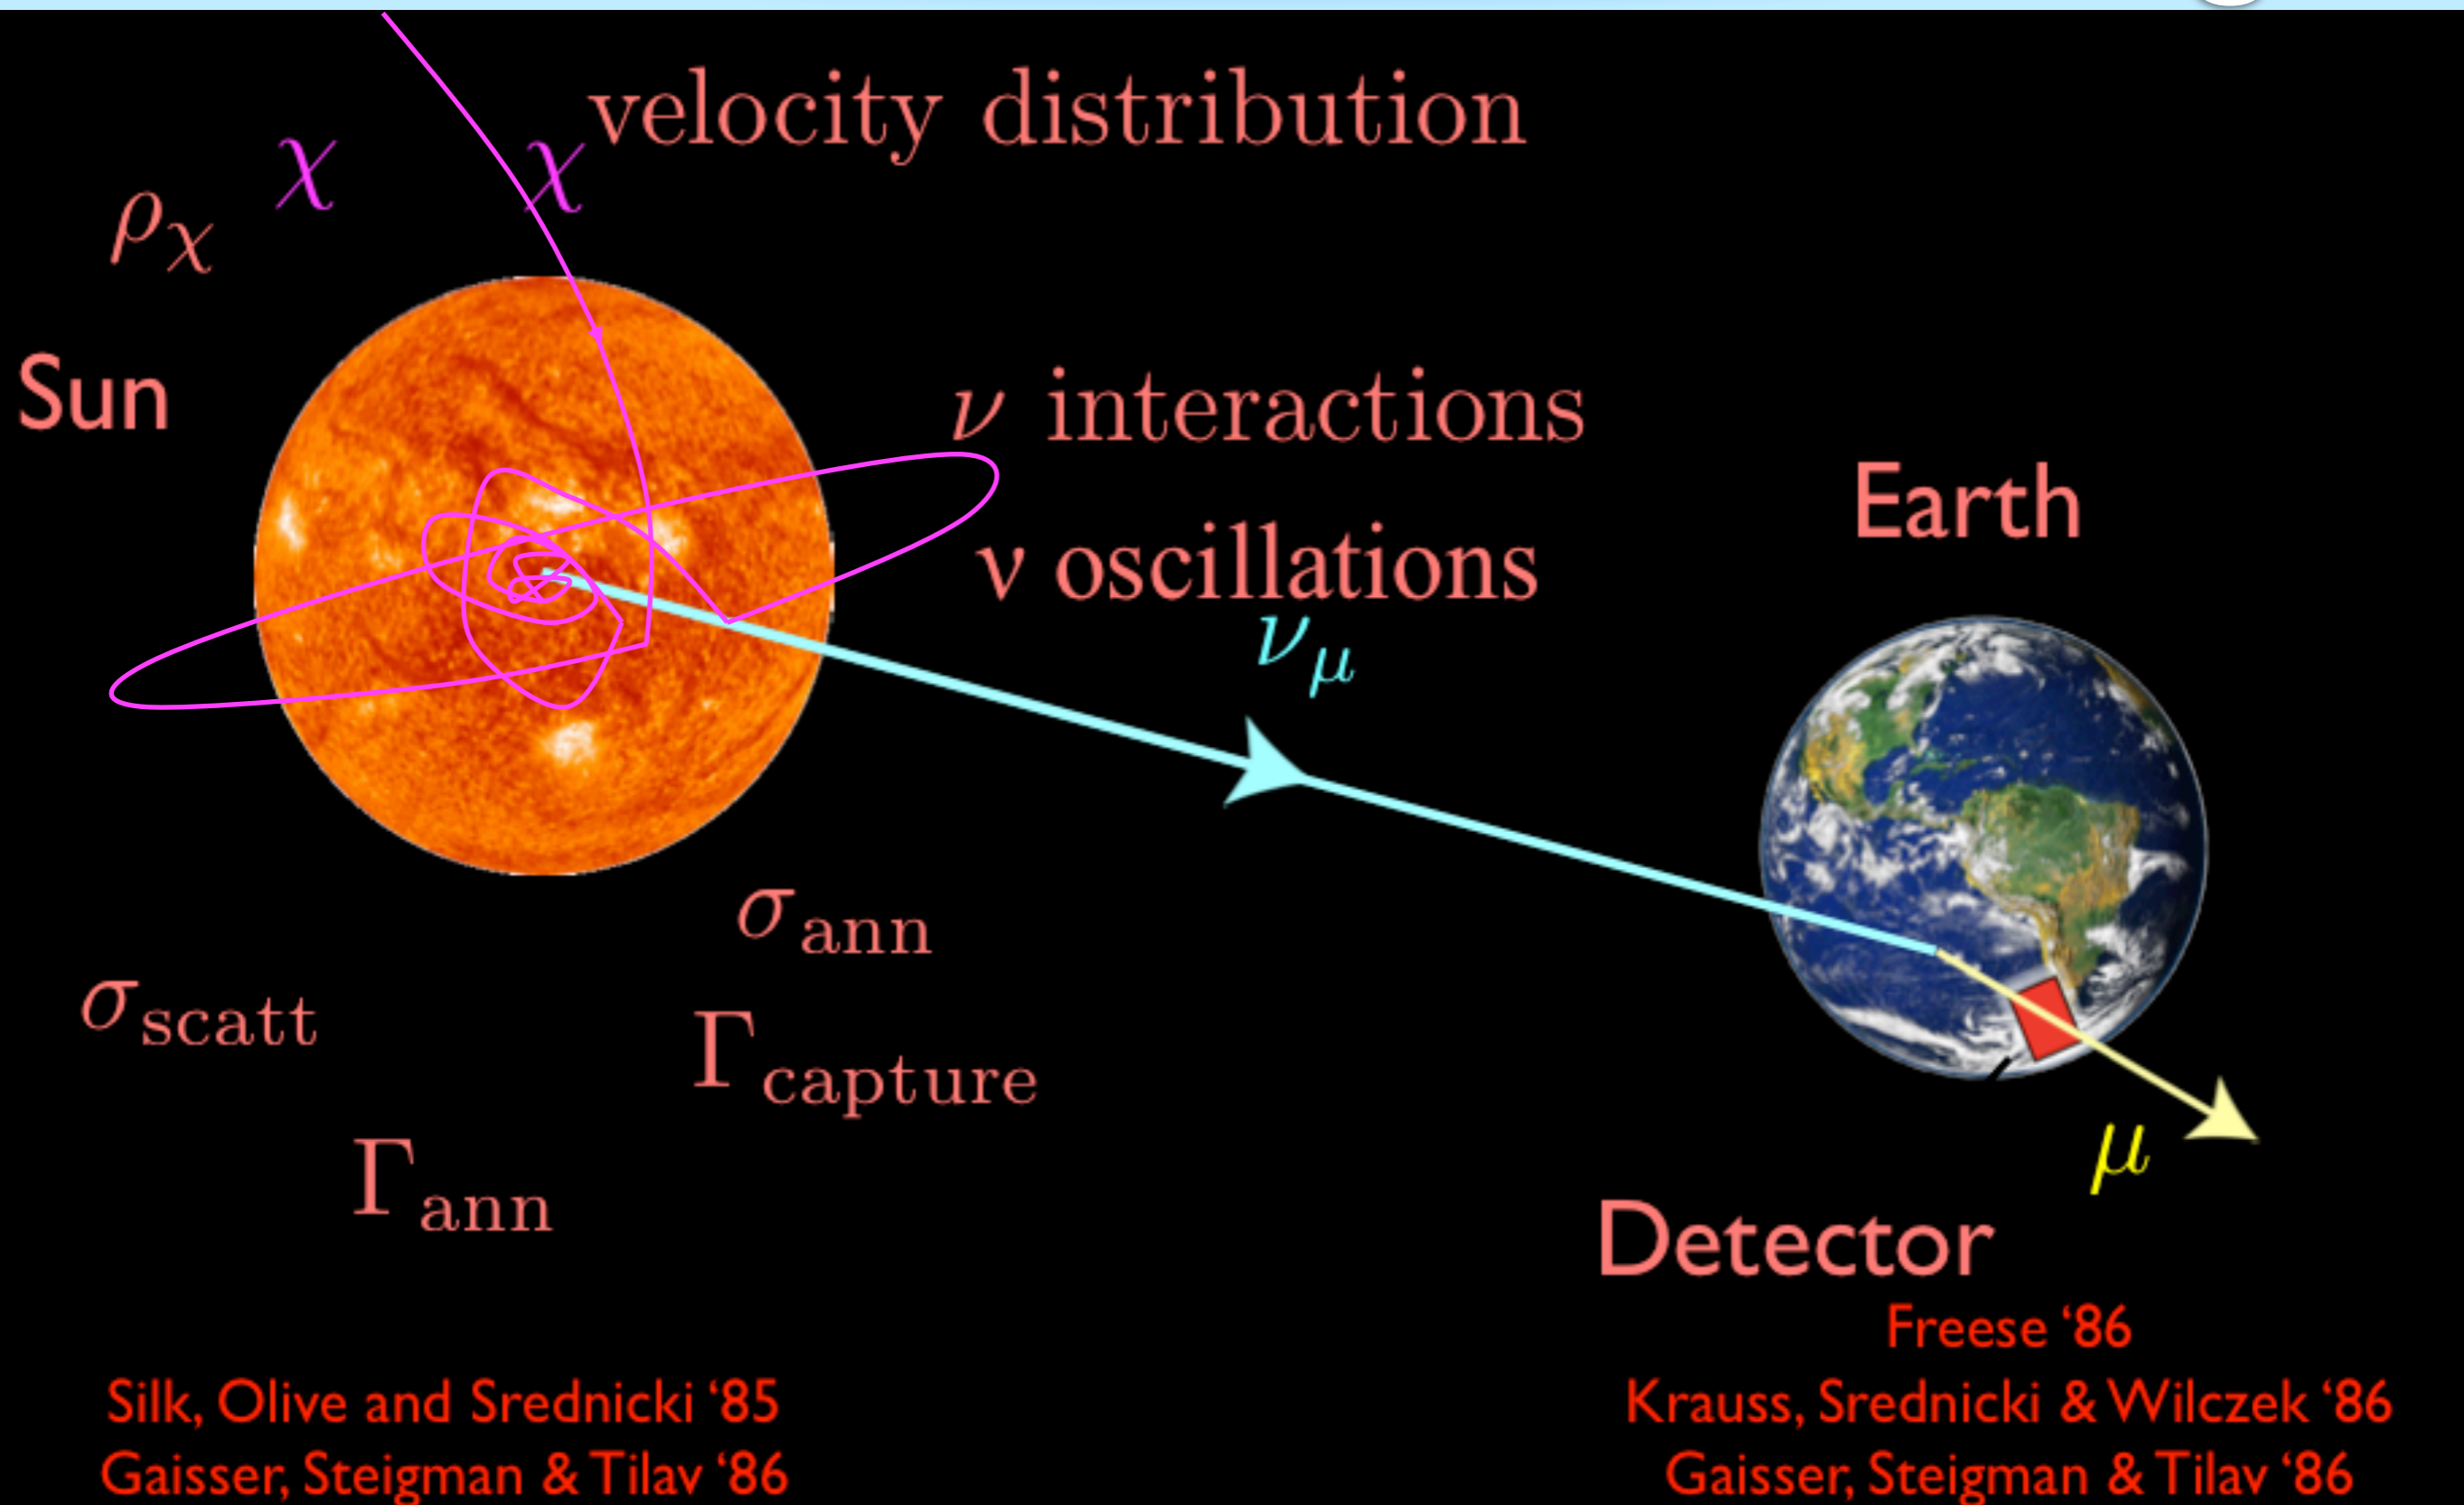 velocity distribution
χ
χ
ρχ
Sun
ν interactions
ν oscillations
νμ
Earth
σann
σscatt
Γcapture
Γann
μ
Detector
Freese ‘86
Silk, Olive and Srednicki ‘85
Krauss, Srednicki & Wilczek ‘86
Gaisser, Steigman & Tilav ‘86
Gaisser, Steigman & Tilav ‘86